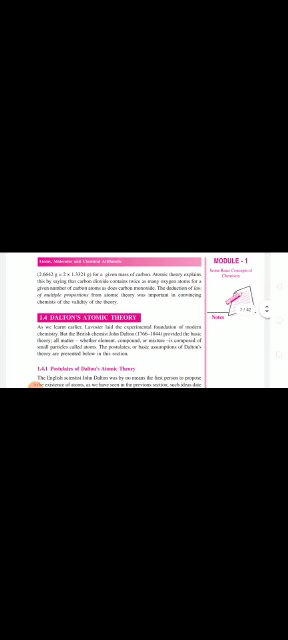 Atoms, Molecules and Chemical Arithmetic
MODULE - 1
Some Basic Concepts of
Chemistry
(2.6642 g = 2 × 1.3321 g) for a given mass of carbon. Atomic theory explains
this by saying that carbon dioxide contains twice as many oxygen atoms for a
given number of carbon atoms as does carbon monoxide. The deduction of law
of multiple proportions from atomic theory was important in convincing
chemists of the validity of the theory.
7 / 42
Notes
1.4 DALTON'S ATOMIC THEORY
As we learnt earlier, Lavosier laid the experimental foundation of modern
chemistry. But the British chemist John Dalton (1766–1844) provided the basic
theory; all matter – whether element, compound, or mixture –is composed of
small particles called atoms. The postulates, or basic assumptions of Dalton's
theory are presented below in this section.
1.4.1 Postulates of Dalton's Atomic Theory
The English scientist John Dalton was by no means the first person to propose
the existence of atoms, as we have seen in the previous section, such ideas date